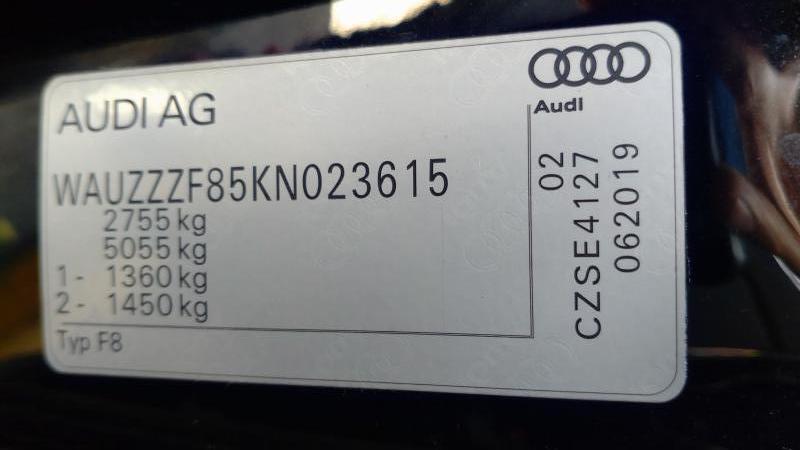 AUDI AG
Audi
WAUZZZF85KN023615
2755 kg
5055 kg
1 - 1360 kg
2 - 1450 kg
Typ F8
02
CZSE4127
062019